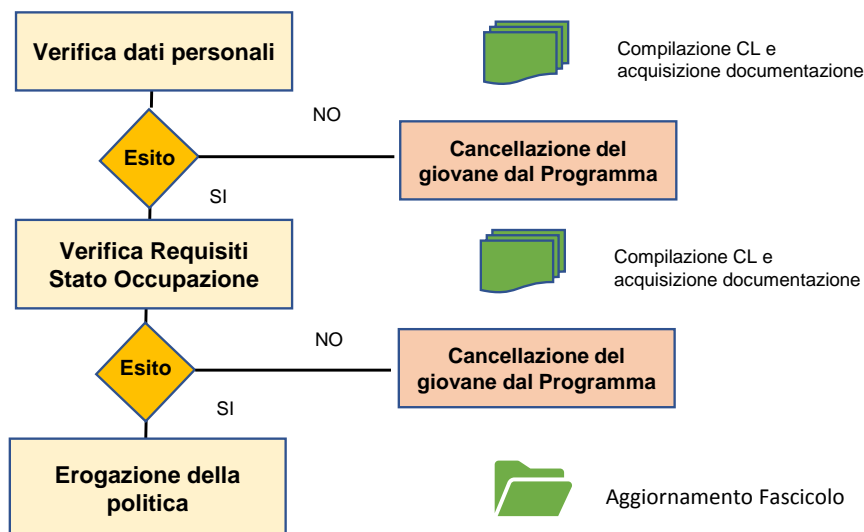 Verifica dati personali
Compilazione CL e
acquisizione documentazione
NO
Esito
Cancellazione del
giovane dal Programma
SI
Verifica Requisiti
Stato Occupazione
Compilazione CL e
acquisizione documentazione
NO
Esito
Cancellazione del
giovane dal Programma
SI
Erogazione della
politica
Aggiornamento Fascicolo